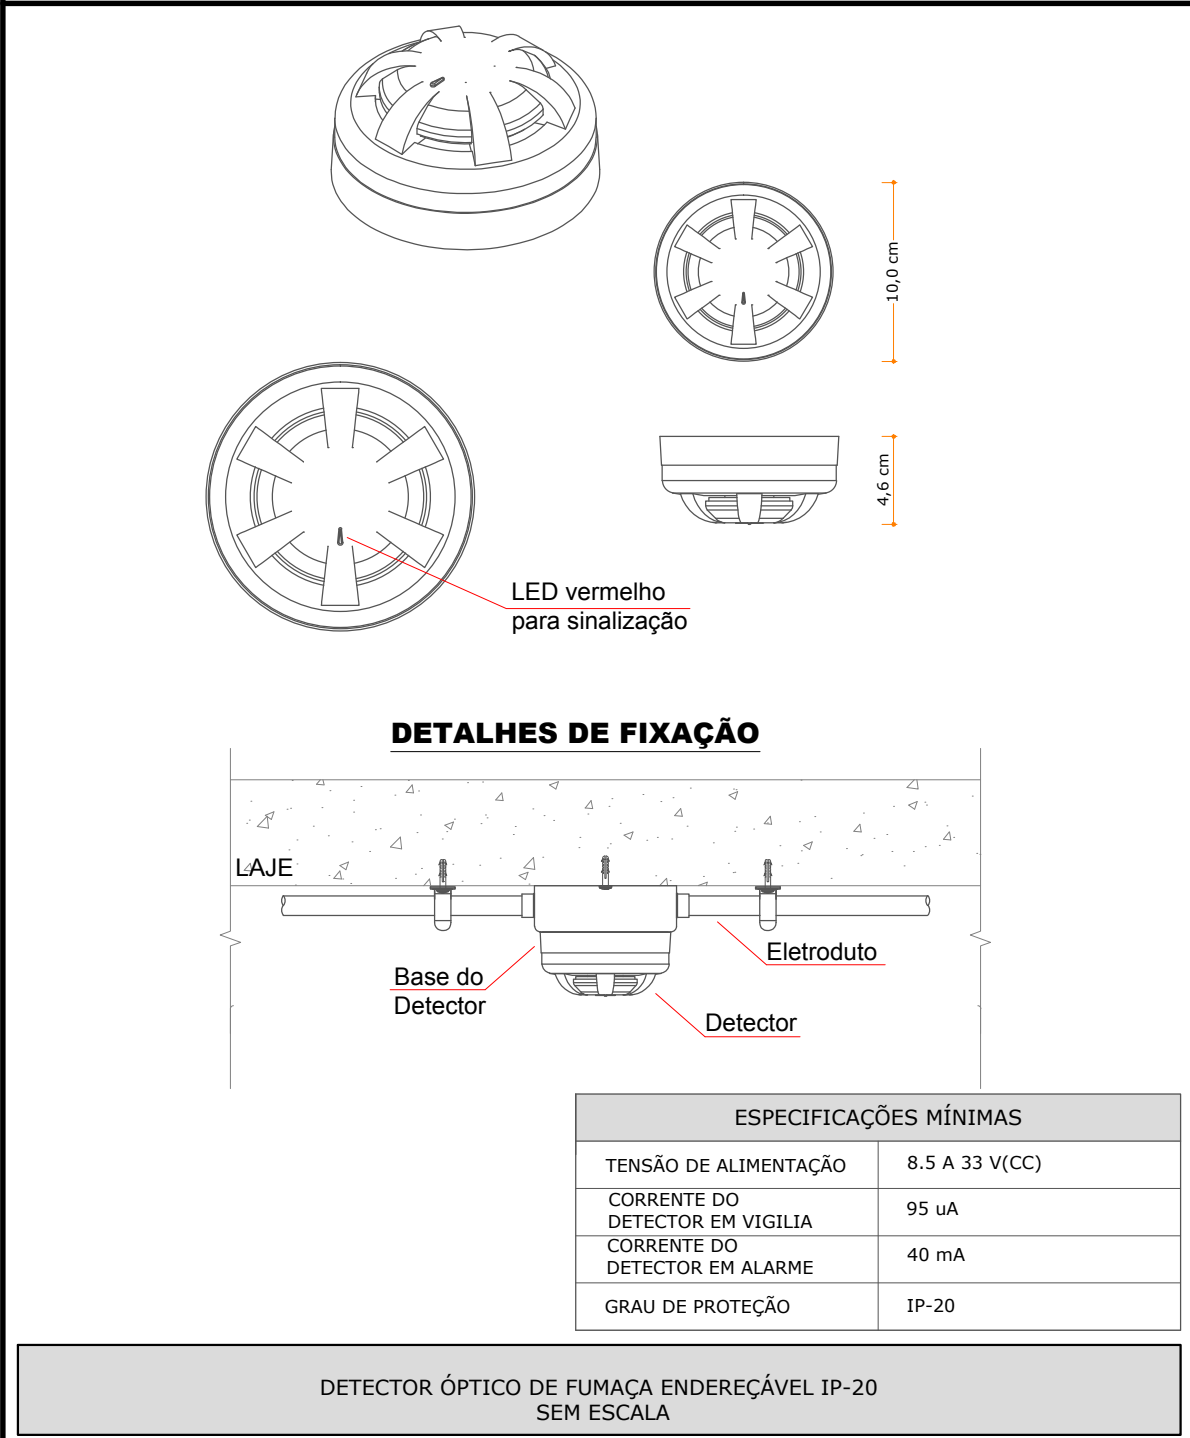 10,0 cm
4,6 cm
LED vermelho
para sinalização
DETALHES DE FIXAÇÃO
LAJE
Eletroduto
Base do
Detector
Detector
ESPECIFICAÇÕES MÍNIMAS
TENSÃO DE ALIMENTAÇÃO 8.5 A 33 V(CC)
CORRENTE DO
DETECTOR EM VIGILIA 95 uA
CORRENTE DO
DETECTOR EM ALARME 40 mA
GRAU DE PROTEÇÃO IP-20
DETECTOR ÓPTICO DE FUMAÇA ENDEREÇÁVEL IP-20
SEM ESCALA